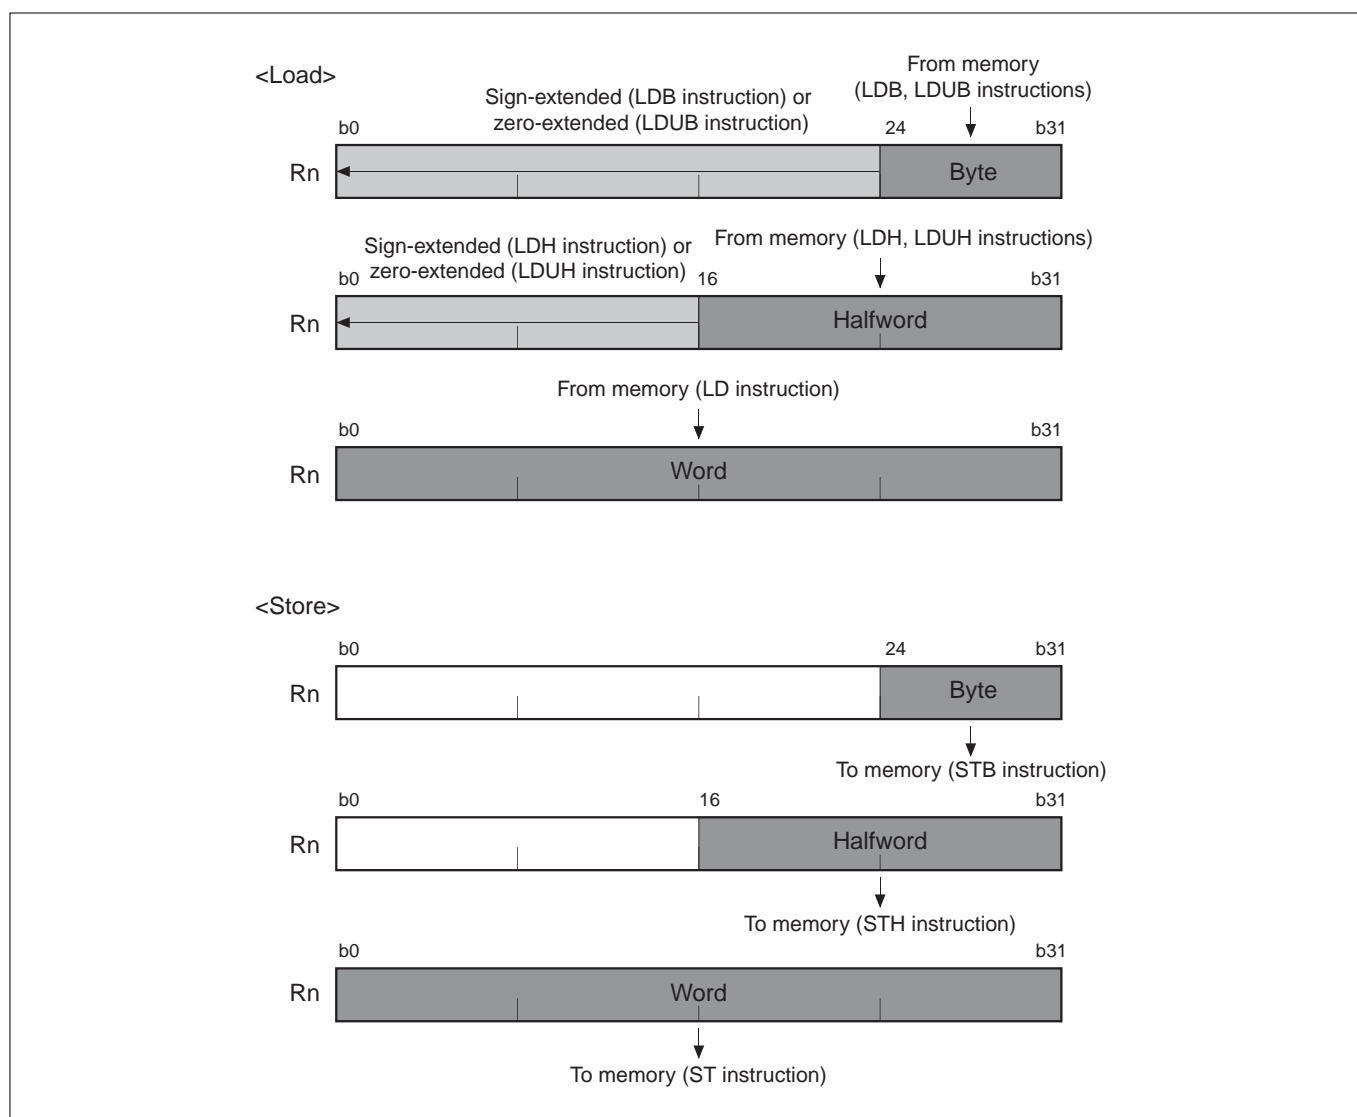 <Load>
From memory
(LDB, LDUB instructions)
Sign-extended (LDB instruction) or
zero-extended (LDUB instruction)
b0 24 b31
Rn Byte
Sign-extended (LDH instruction) or
zero-extended (LDUH instruction)
From memory (LDH, LDUH instructions)
b0 16 b31
Rn Halfword
From memory (LD instruction)
b0 b31
Rn Word
<Store>
b0 24 b31
Rn Byte
To memory (STB instruction)
b0 16 b31
Rn Halfword
To memory (STH instruction)
b0 b31
Rn Word
To memory (ST instruction)